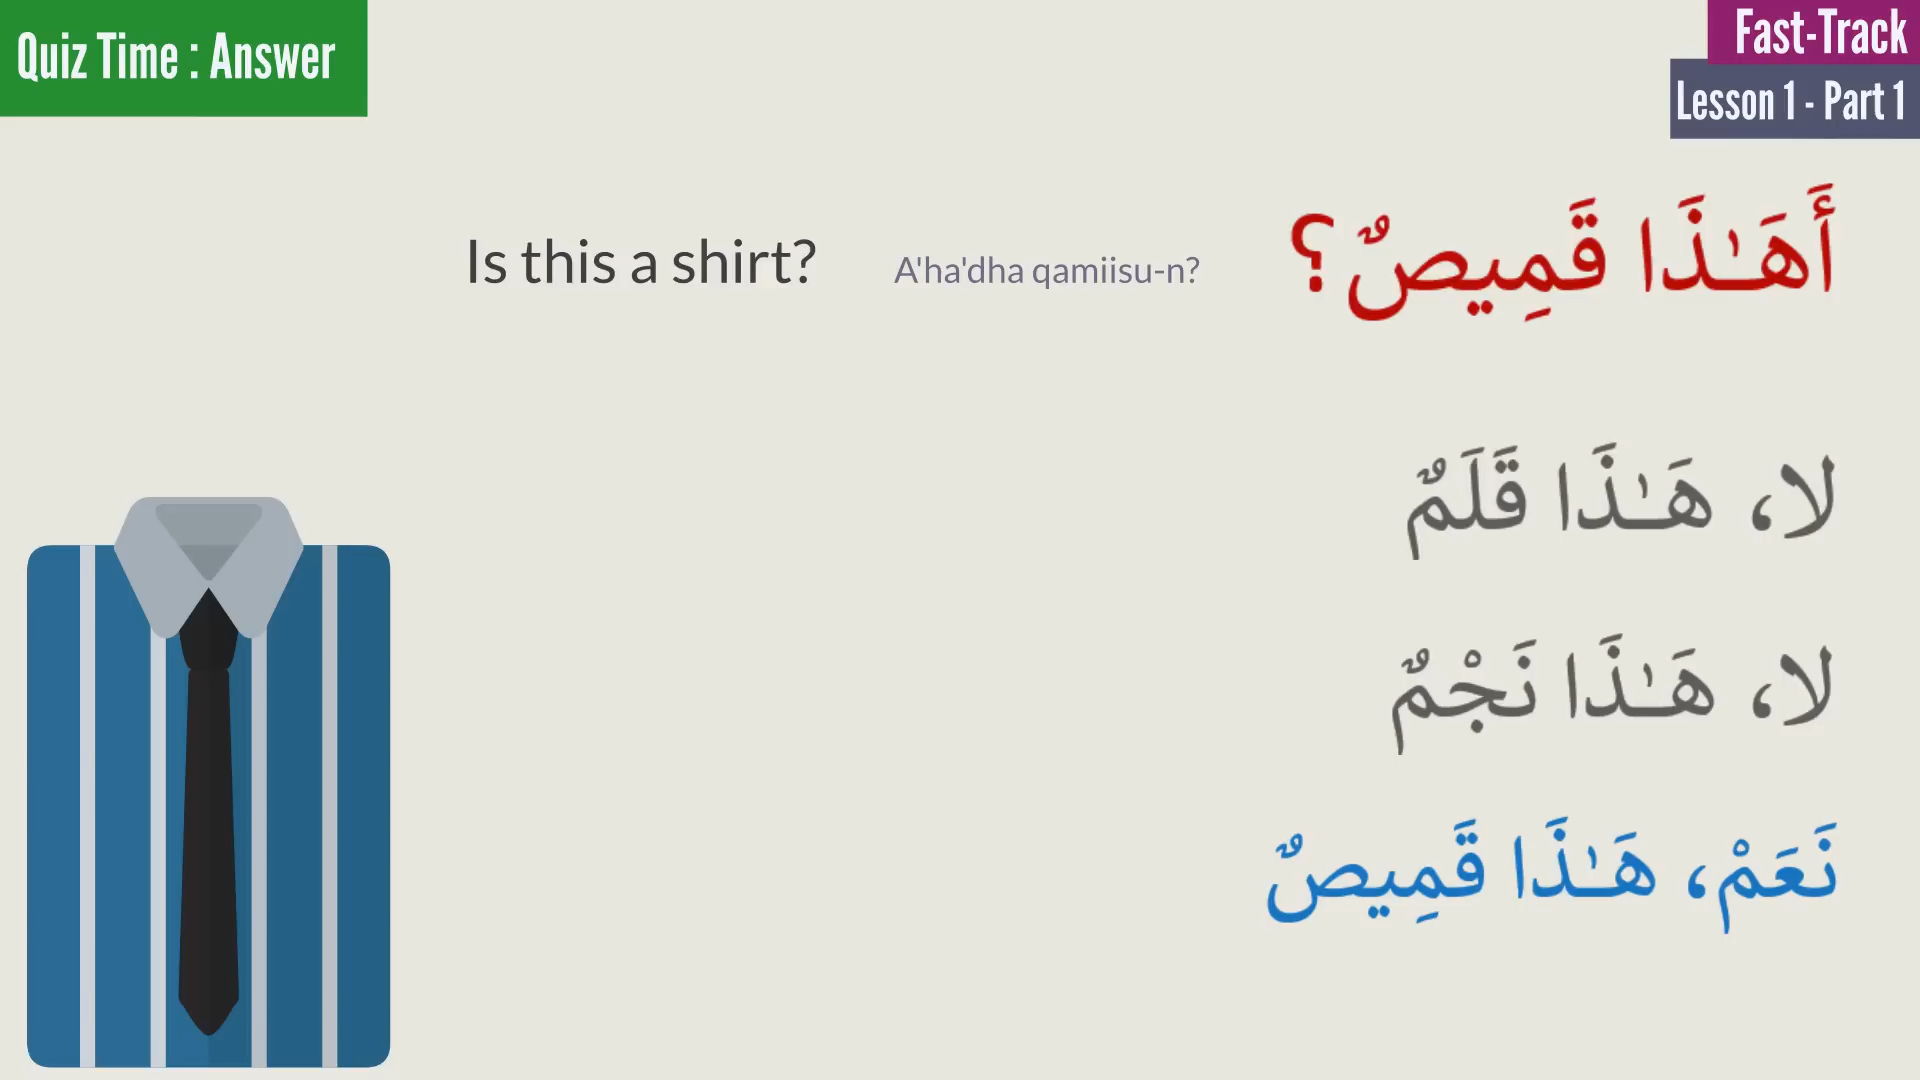 Quiz Time : Answer
Fast-Track
Lesson 1 - Part 1
Is this a shirt?
A'ha'dha qamiisu-n?
أَهَـٰذَا قَمِيصٌ؟
لا، هَـٰذَا قَلَمٌ
لا، هَـٰذَا نَجْمٌ
نَعَمْ، هَـٰذَا قَمِيصٌ